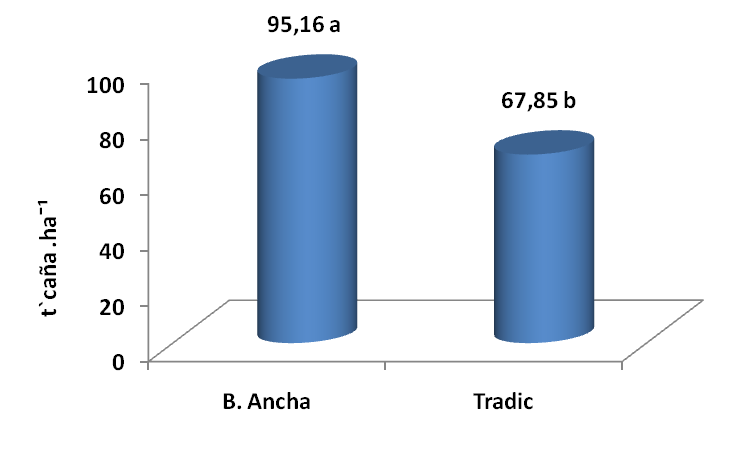 95,16 a
67,85 b
100
80
60
40
20
0
t`caña .ha⁻¹
B. Ancha
Tradic